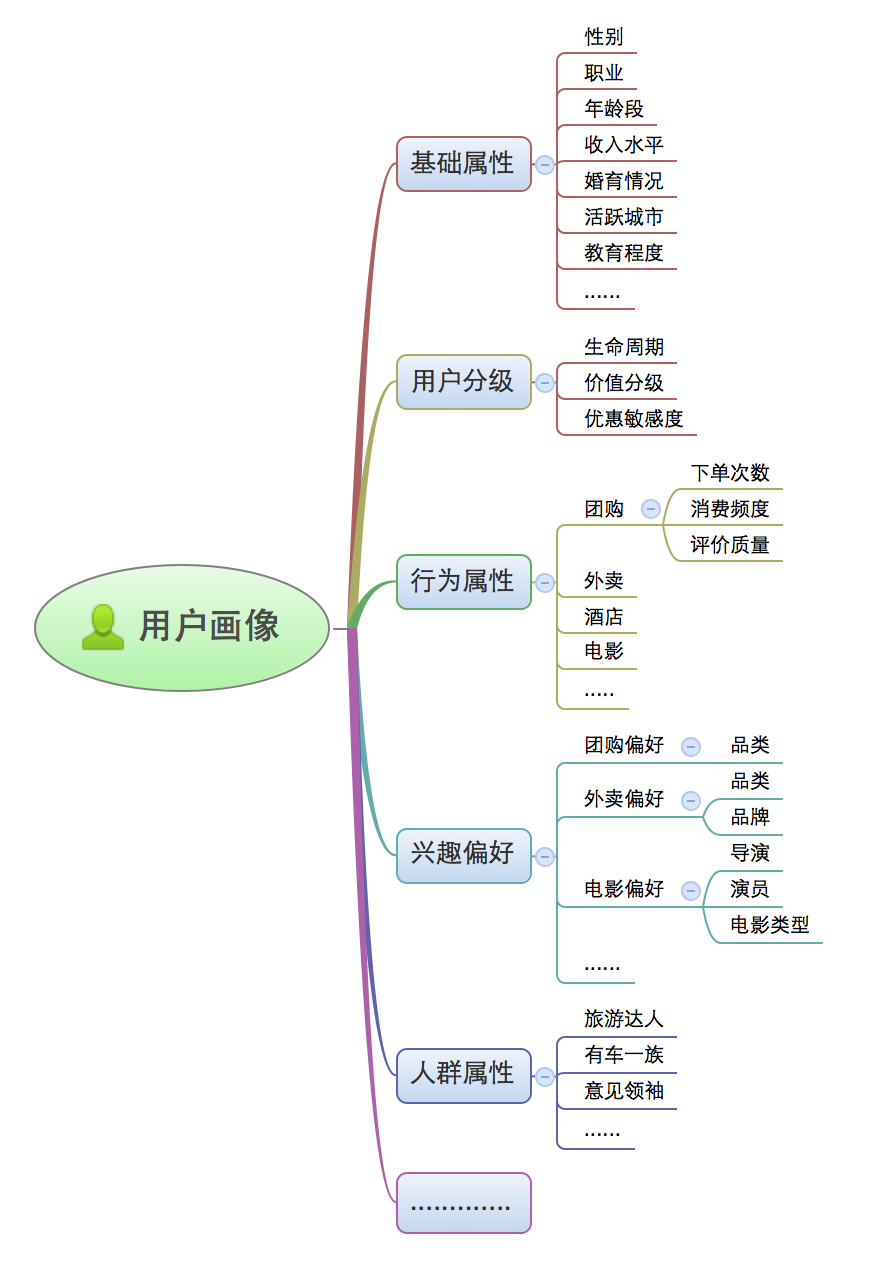 用户画像
基础属性
性别
职业
年龄段
收入水平
婚育情况
活跃城市
教育程度
......
用户分级
生命周期
价值分级
优惠敏感度
行为属性
团购
下单次数
消费频度
评价质量
外卖
酒店
电影
.....
兴趣偏好
团购偏好
品类
外卖偏好
品类
品牌
电影偏好
导演
演员
电影类型
......
人群属性
旅游达人
有车一族
意见领袖
......
.............